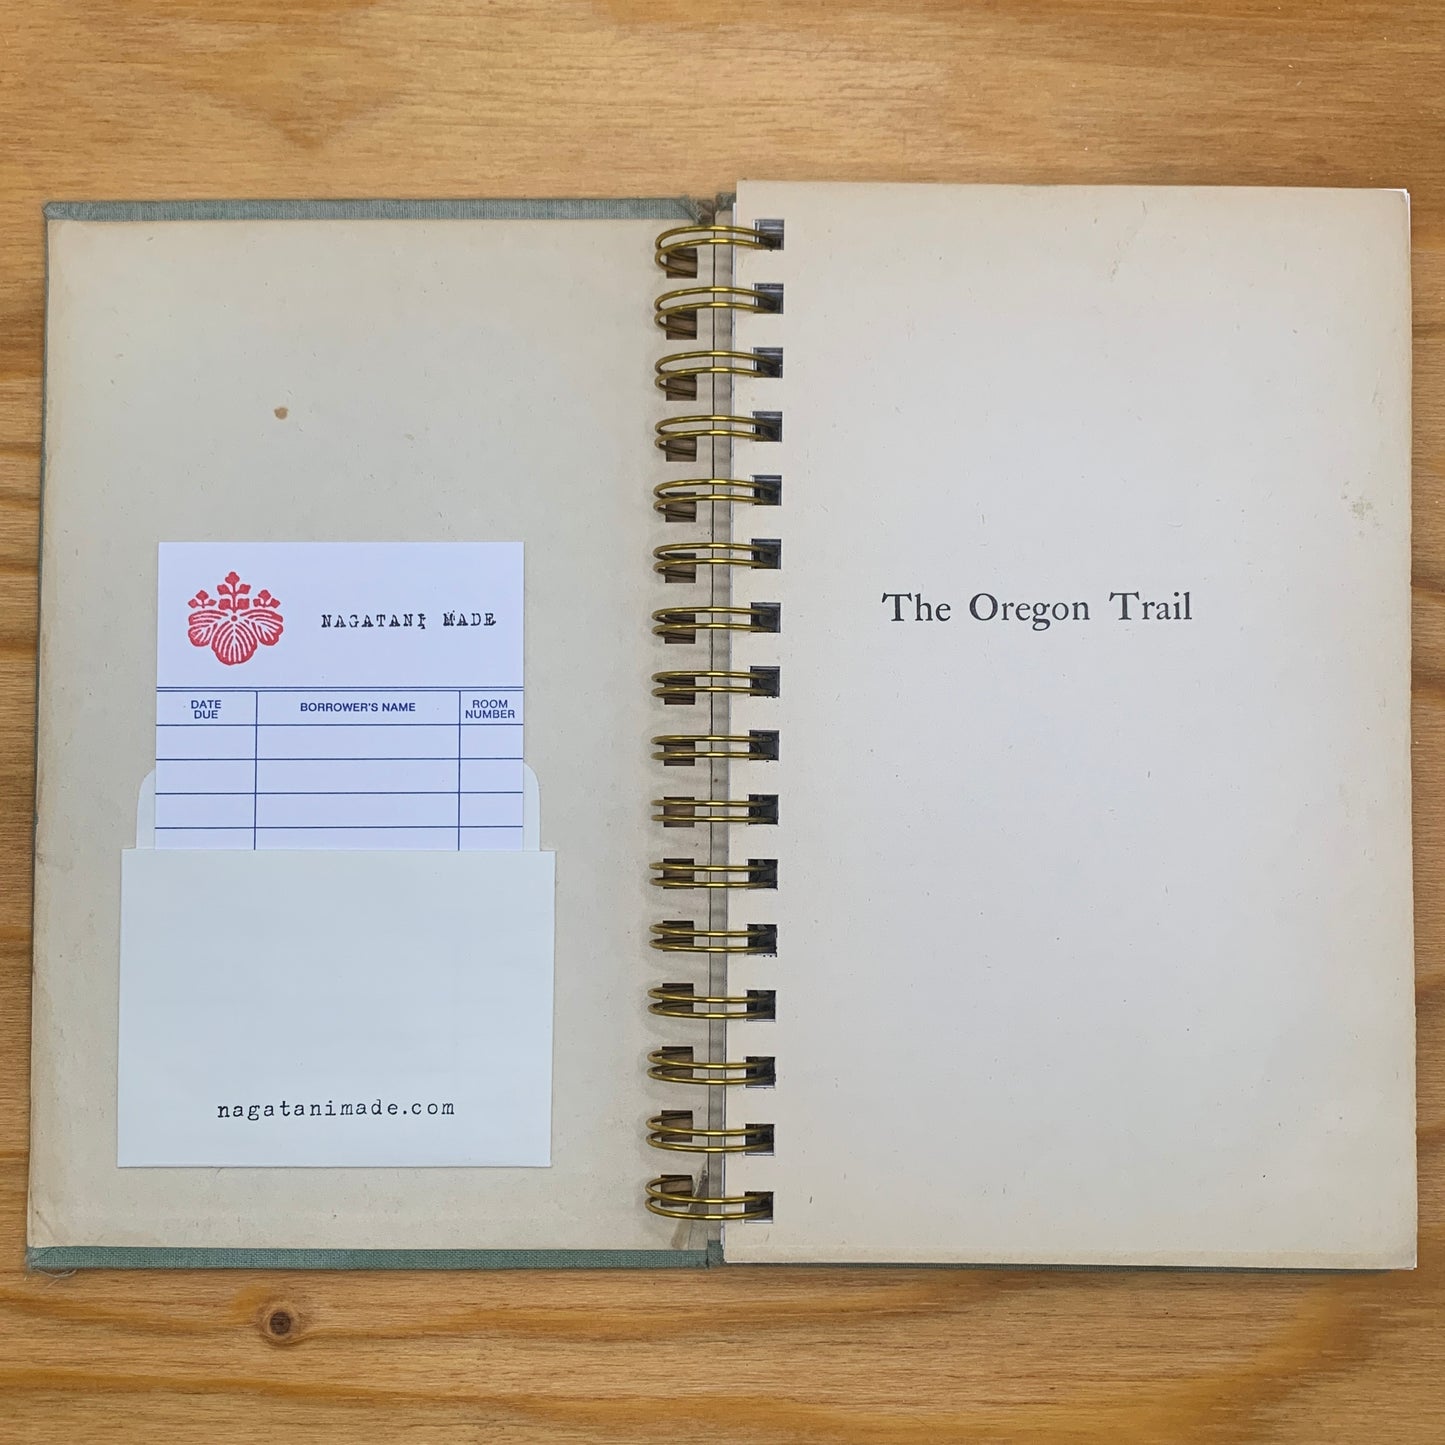 NAGATANI MADE
DATE
DUE
BORROWER'S NAME
ROOM
NUMBER
nagatanimade.com
The Oregon Trail